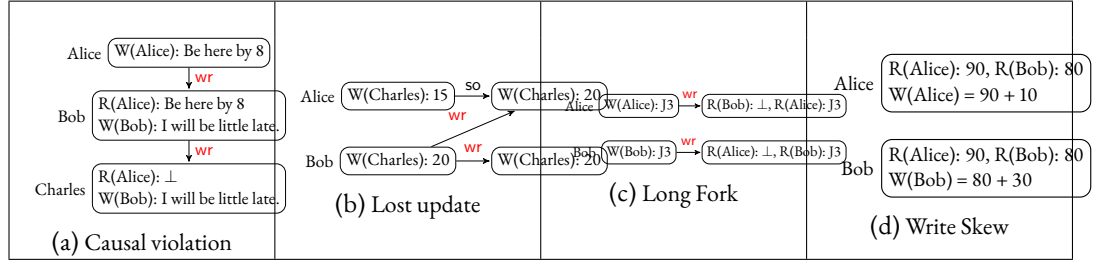 Alice W(Alice): Be here by 8
wr
Bob
R(Alice): Be here by 8
W(Bob): I will be little late.
wr
Charles
R(Alice): ⊥
W(Bob): I will be little late.
(a) Causal violation
Alice W(Charles): 15 so W(Charles): 20
wr
Bob W(Charles): 20 wr W(Charles): 20
(b) Lost update
Alice W(Alice): J3 wr R(Bob): ⊥, R(Alice): J3
Bob W(Bob): J3 wr R(Alice): ⊥, R(Bob): J3
(c) Long Fork
Alice
R(Alice): 90, R(Bob): 80
W(Alice) = 90 + 10
Bob
R(Alice): 90, R(Bob): 80
W(Bob) = 80 + 30
(d) Write Skew